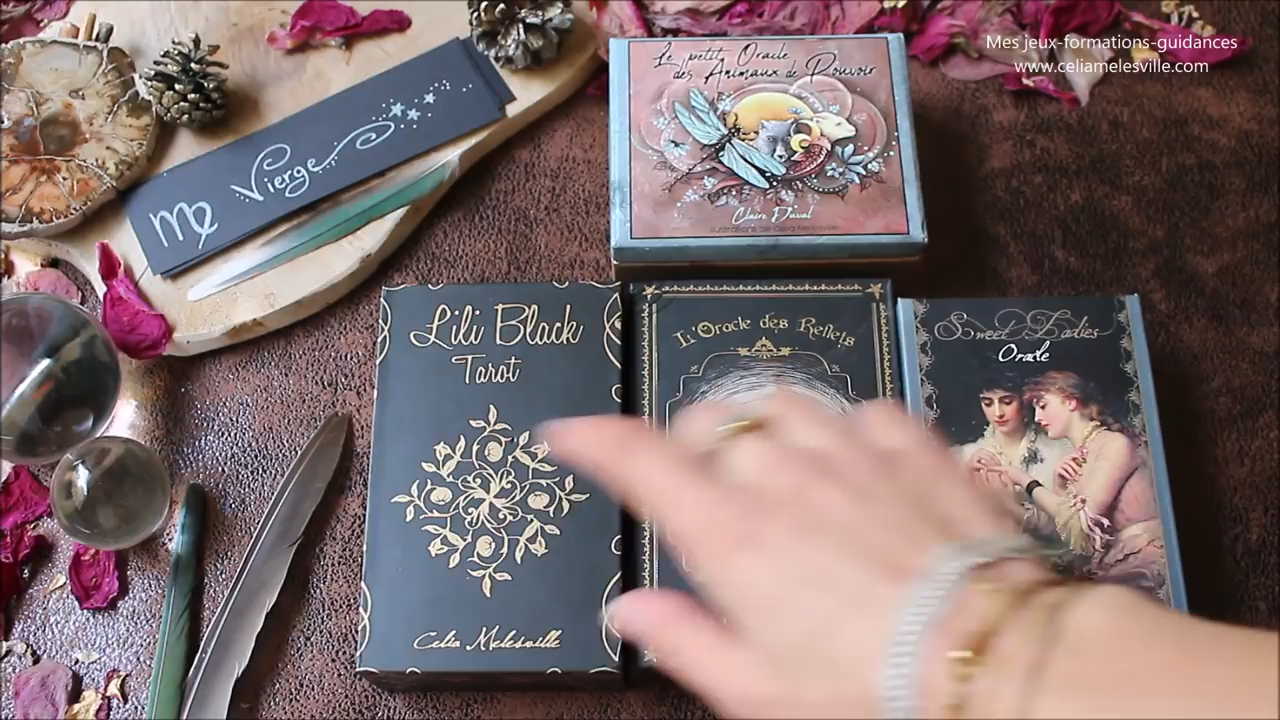 Mes jeux-formations-guidances
www.celiamelesville.com
Le petit Oracle
des Animaux de Pouvoir
Claire Duval
♍ Vierge
Lili Black
Tarot
Celia Melesville
L'Oracle des Reflets
Sweet Ladies
Oracle